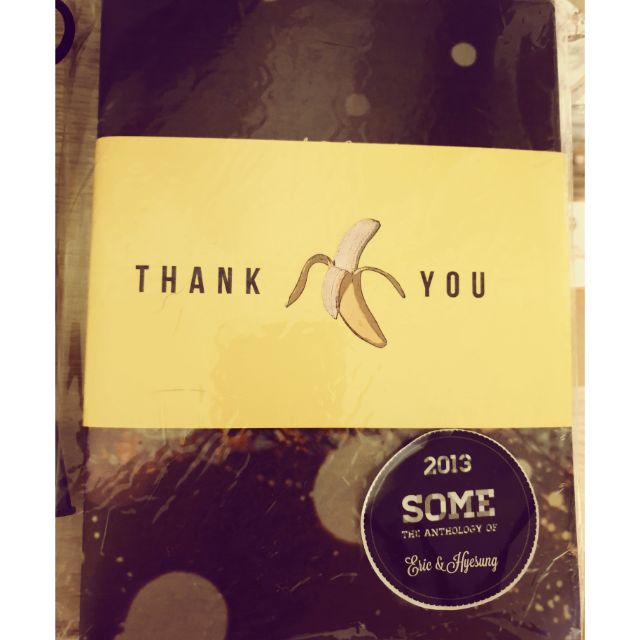 THANK YOU
2013
SOME
THE ANTHOLOGY OF
Eric & Hyesung